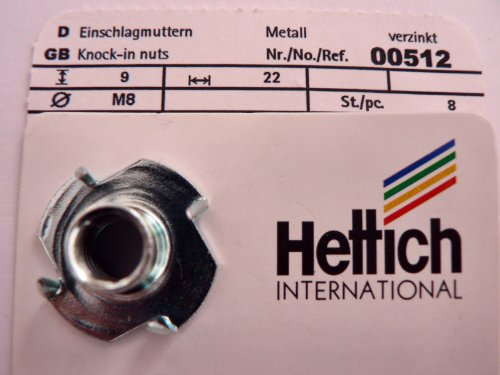 D Einschlagmuttern Metall verzinkt
GB Knock-in nuts Nr./No./Ref. 00512
9 22
Ø M8 St./pc. 8
Hettich
INTERNATIONAL